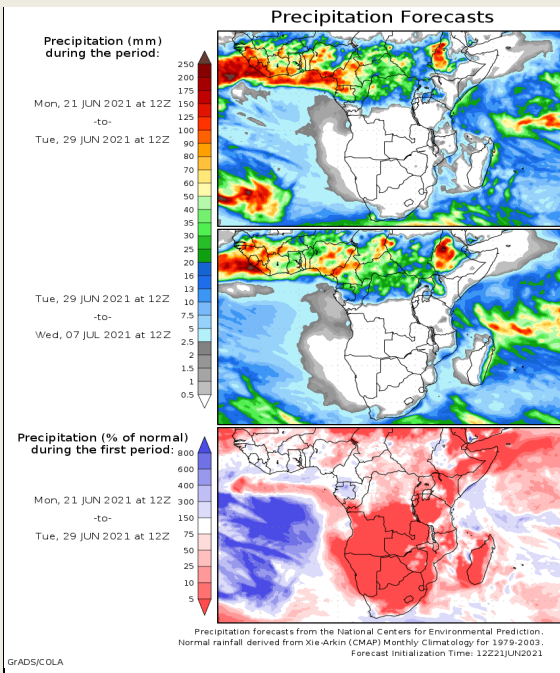 Precipitation Forecasts
Precipitation (mm)
during the period:
Mon, 21 JUN 2021 at 12Z
-to-
Tue, 29 JUN 2021 at 12Z
250
200
175
150
125
100
90
80
70
60
50
40
35
30
25
20
16
13
10
7.5
5
2.5
2
1.5
1
0.5
Tue, 29 JUN 2021 at 12Z
-to-
Wed, 07 JUL 2021 at 12Z
Precipitation (% of normal)
during the first period:
Mon, 21 JUN 2021 at 12Z
-to-
Tue, 29 JUN 2021 at 12Z
800
600
400
300
150
75
50
25
10
5
Precipitation forecasts from the National Centers for Environmental Prediction.
Normal rainfall derived from Xie-Arkin (CMAP) Monthly Climatology for 1979-2003.
Forecast Initialization Time: 12Z21JUN2021
GrADS/COLA